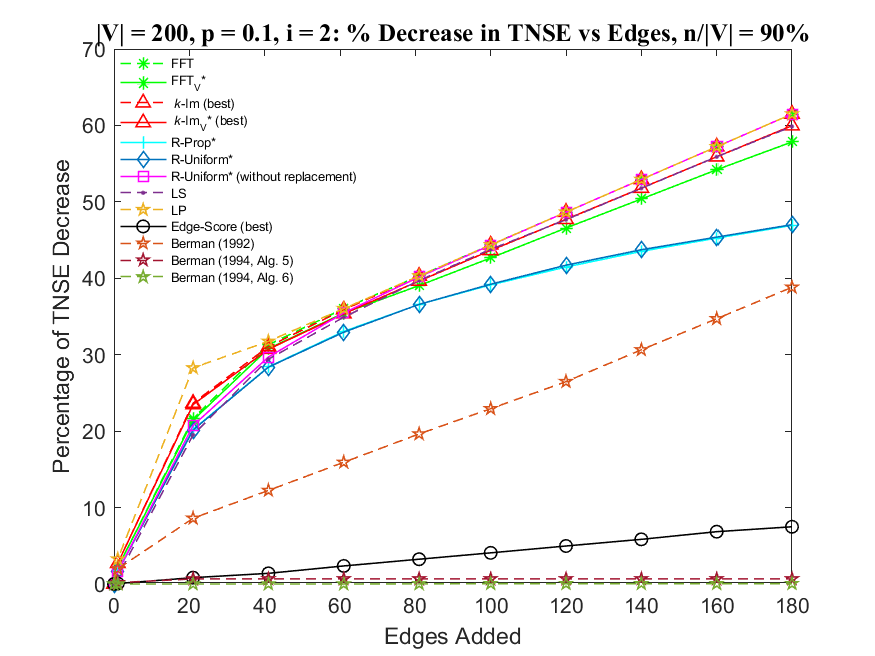 |V| = 200, p = 0.1, i = 2: % Decrease in TNSE vs Edges, n/|V| = 90%
70
60
50
40
30
20
10
0
Percentage of TNSE Decrease
FFT
FFT_V*
k-Im (best)
k-Im_V* (best)
R-Prop*
R-Uniform*
R-Uniform* (without replacement)
LS
LP
Edge-Score (best)
Berman (1992)
Berman (1994, Alg. 5)
Berman (1994, Alg. 6)
0 20 40 60 80 100 120 140 160 180
Edges Added